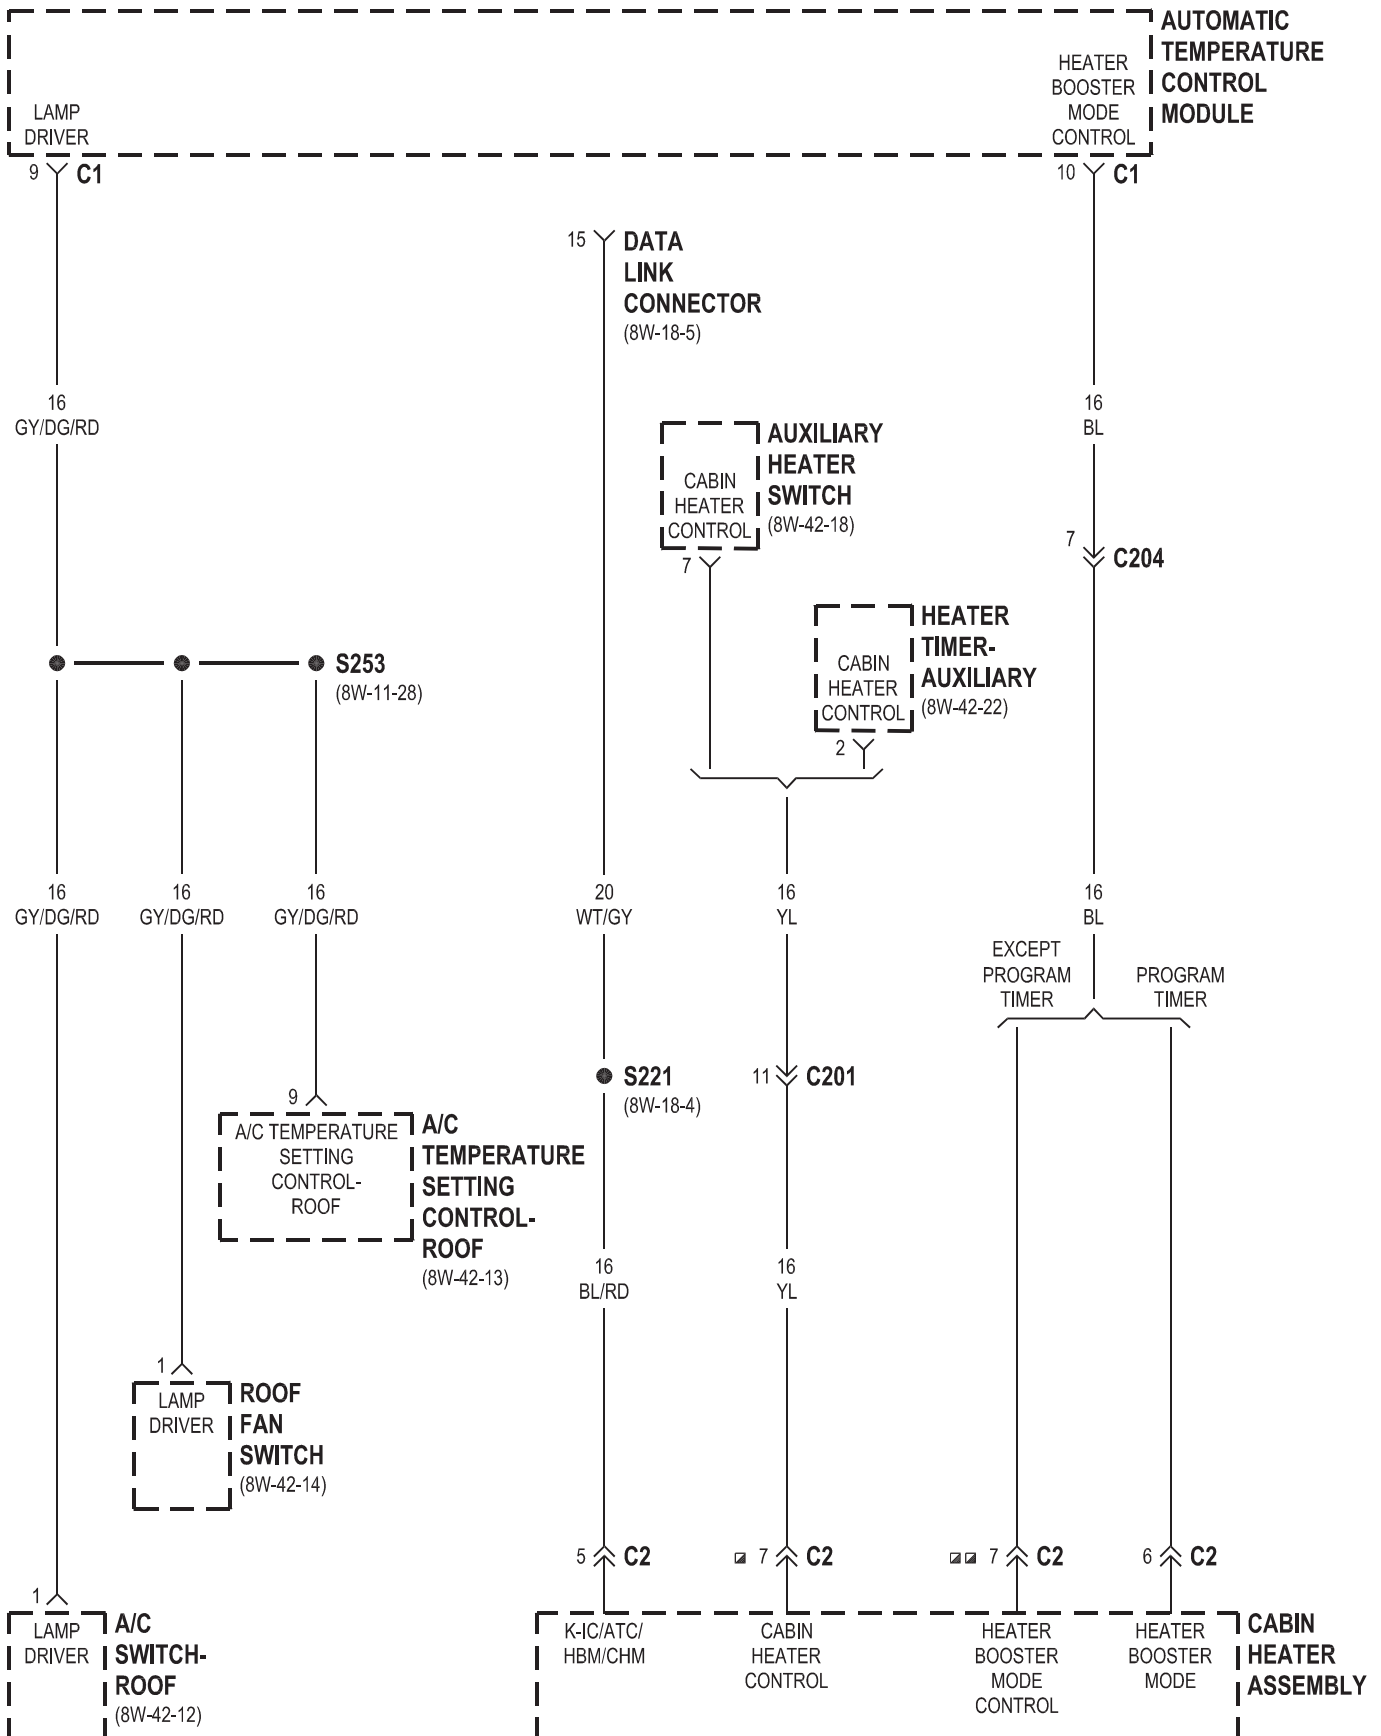 AUTOMATIC
TEMPERATURE
CONTROL
MODULE
HEATER
BOOSTER
MODE
CONTROL
LAMP
DRIVER
9 C1
10 C1
15 DATA
LINK
CONNECTOR
(8W-18-5)
16
GY/DG/RD
16
BL
AUXILIARY
HEATER
SWITCH
(8W-42-18)
CABIN
HEATER
CONTROL
7
7 C204
HEATER
TIMER-
AUXILIARY
(8W-42-22)
CABIN
HEATER
CONTROL
2
S253
(8W-11-28)
16
GY/DG/RD
16
GY/DG/RD
16
GY/DG/RD
20
WT/GY
16
YL
16
BL
EXCEPT
PROGRAM
TIMER
PROGRAM
TIMER
S221
(8W-18-4)
11 C201
9
A/C TEMPERATURE
SETTING
CONTROL-
ROOF
A/C
TEMPERATURE
SETTING
CONTROL-
ROOF
(8W-42-13)
16
BL/RD
16
YL
1
LAMP
DRIVER
ROOF
FAN
SWITCH
(8W-42-14)
5 C2
7 C2
7 C2
6 C2
1
LAMP
DRIVER
A/C
SWITCH-
ROOF
(8W-42-12)
K-IC/ATC/
HBM/CHM
CABIN
HEATER
CONTROL
HEATER
BOOSTER
MODE
CONTROL
HEATER
BOOSTER
MODE
CABIN
HEATER
ASSEMBLY